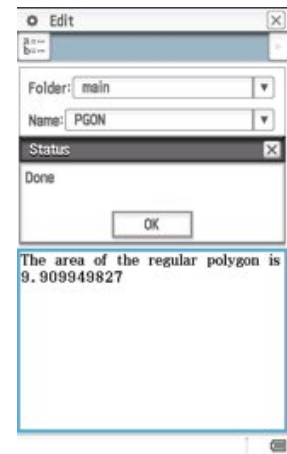 Edit
a=--
b=--
Folder: main
Name: PGON
Status
Done
OK
The area of the regular polygon is
9.909949827